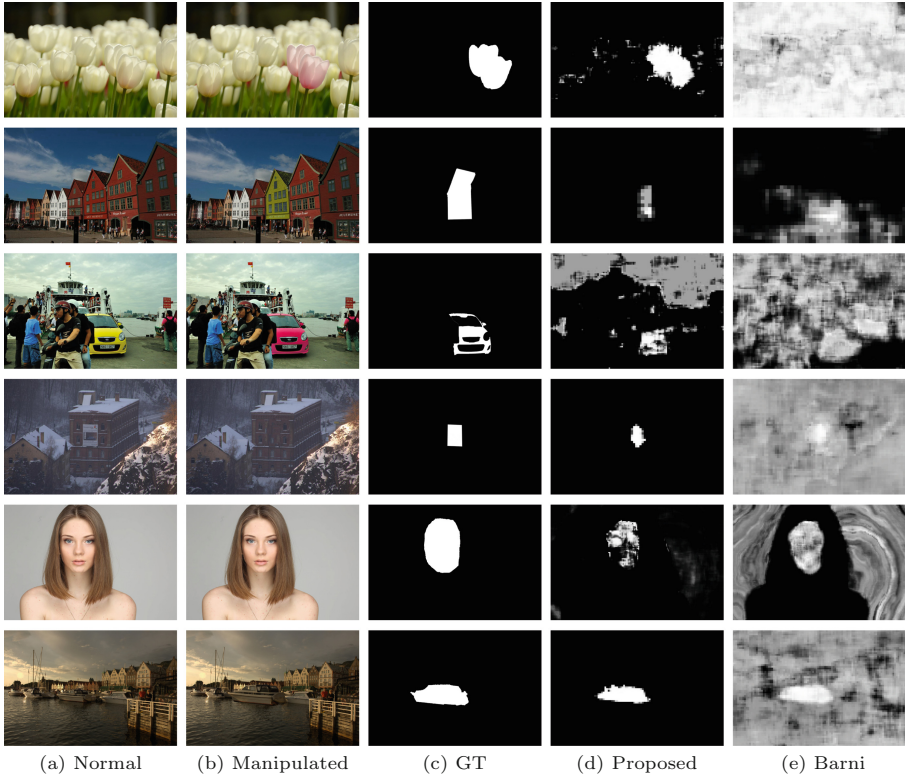 (a) Normal
(b) Manipulated
(c) GT
(d) Proposed
(e) Barni